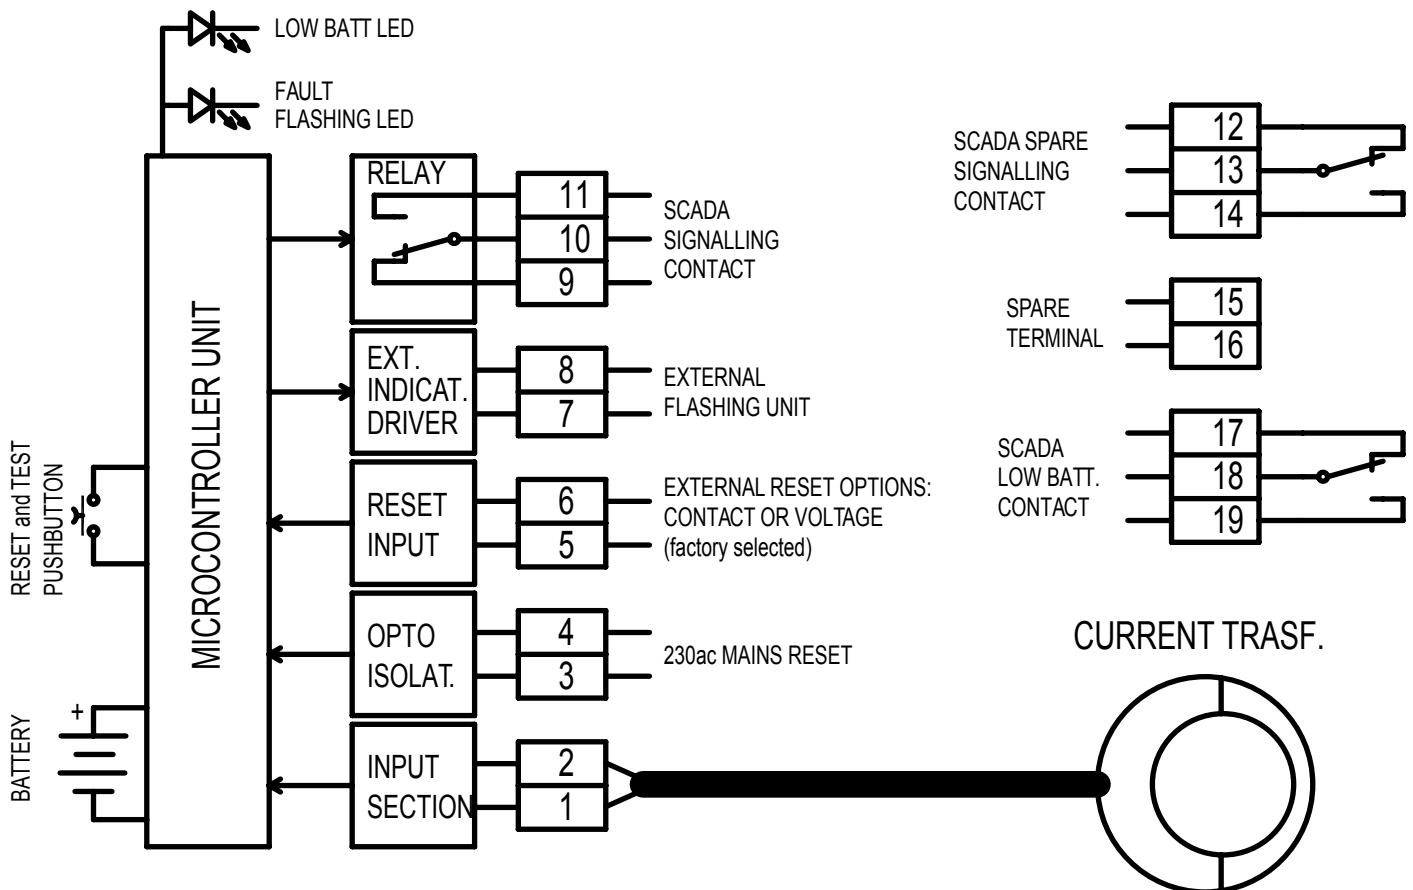 LOW BATT LED
FAULT
FLASHING LED
RELAY
11
10
9
SCADA
SIGNALLING
CONTACT
SCADA SPARE
SIGNALLING
CONTACT
12
13
14
MICROCONTROLLER UNIT
EXT.
INDICAT.
DRIVER
8
7
EXTERNAL
FLASHING UNIT
SPARE
TERMINAL
15
16
RESET and TEST
PUSHBUTTON
RESET
INPUT
6
5
EXTERNAL RESET OPTIONS:
CONTACT OR VOLTAGE
(factory selected)
SCADA
LOW BATT.
CONTACT
17
18
19
OPTO
ISOLAT.
4
3
230ac MAINS RESET
CURRENT TRASF.
BATTERY
+
INPUT
SECTION
2
1